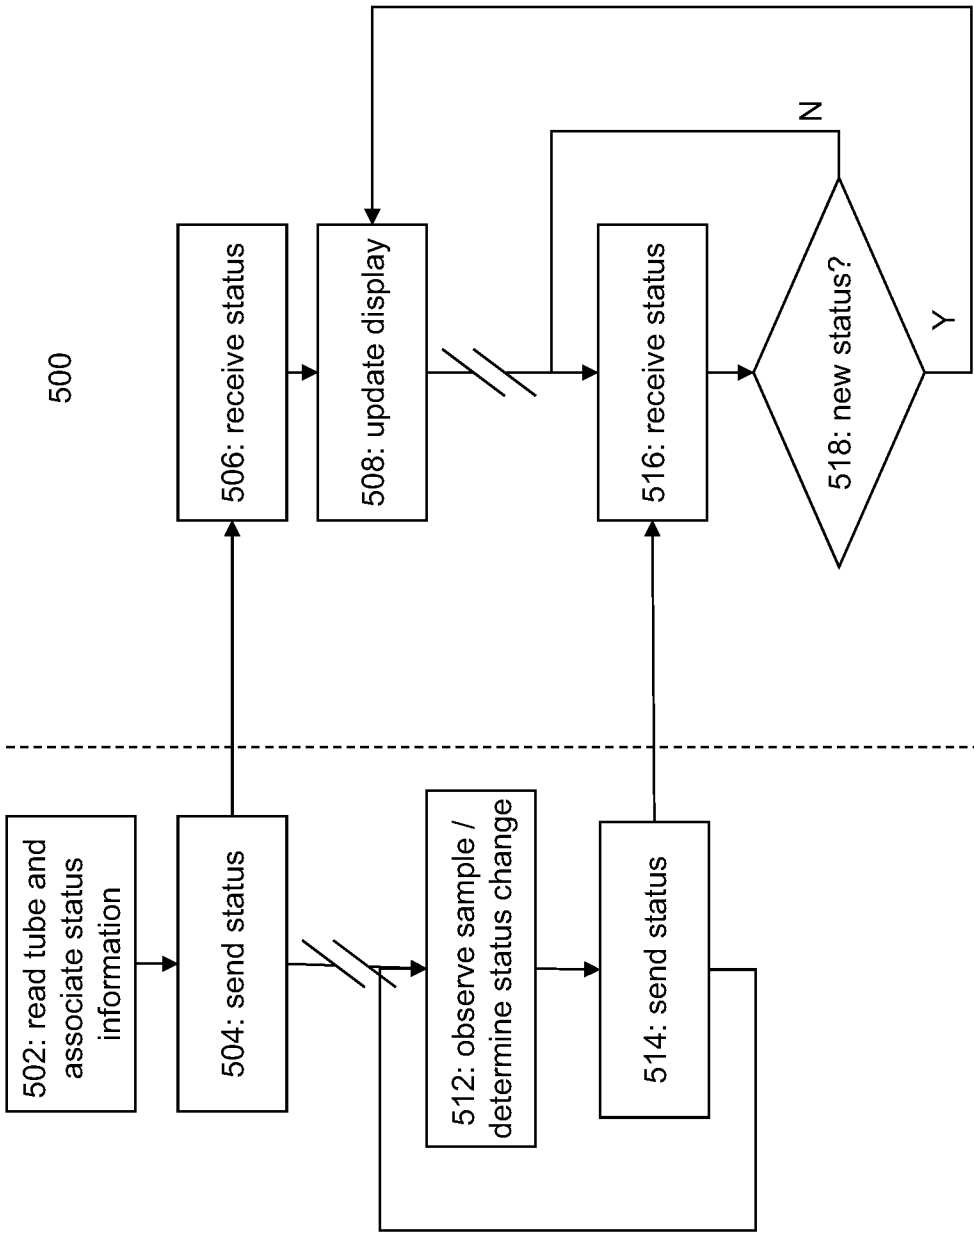 500
502: read tube and
associate status
information
504: send status
506: receive status
508: update display
512: observe sample /
determine status change
514: send status
516: receive status
518: new status?
N
Y